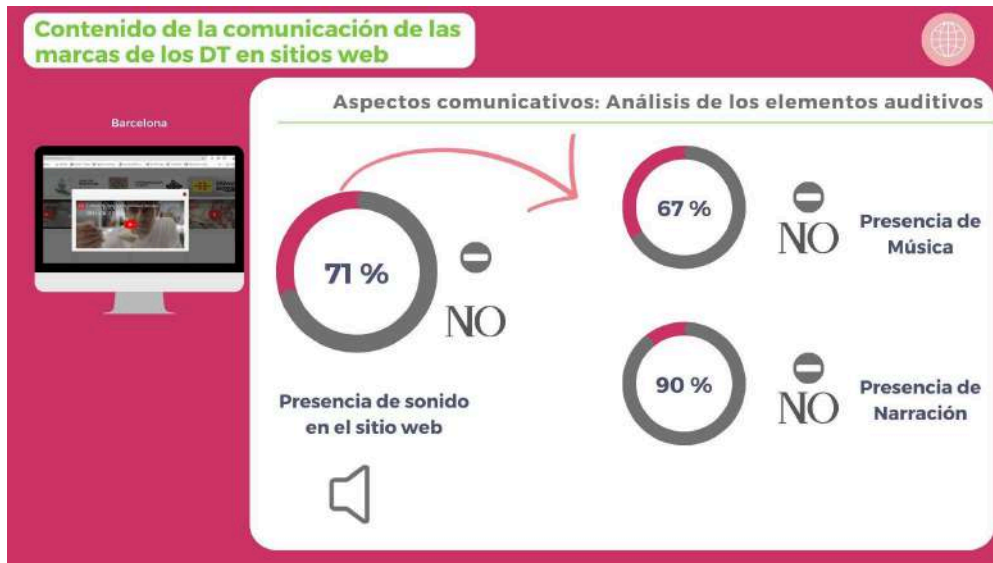 Contenido de la comunicación de las
marcas de los DT en sitios web
Aspectos comunicativos: Análisis de los elementos auditivos
Barcelona
71 %
NO
Presencia de sonido
en el sitio web
67 %
NO
Presencia de
Música
90 %
NO
Presencia de
Narración